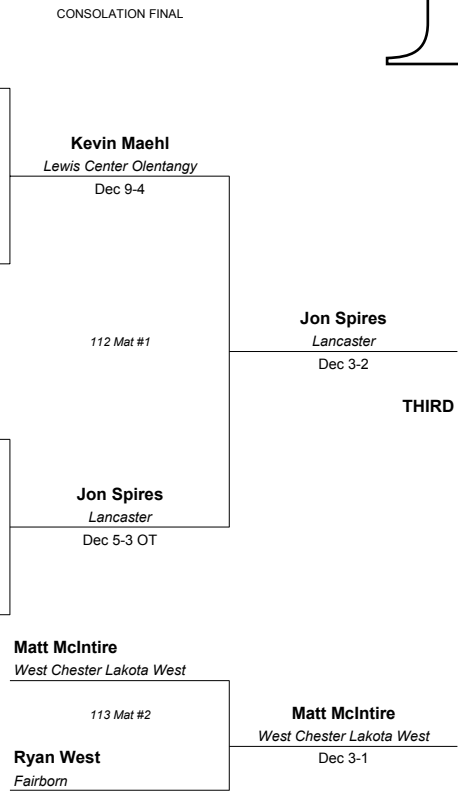 CONSOLATION FINAL
Kevin Maehl
Lewis Center Olentangy
Dec 9-4
112 Mat #1
Jon Spires
Lancaster
Dec 3-2
THIRD
Jon Spires
Lancaster
Dec 5-3 OT
Matt McIntire
West Chester Lakota West
113 Mat #2
Matt McIntire
West Chester Lakota West
Dec 3-1
Ryan West
Fairborn